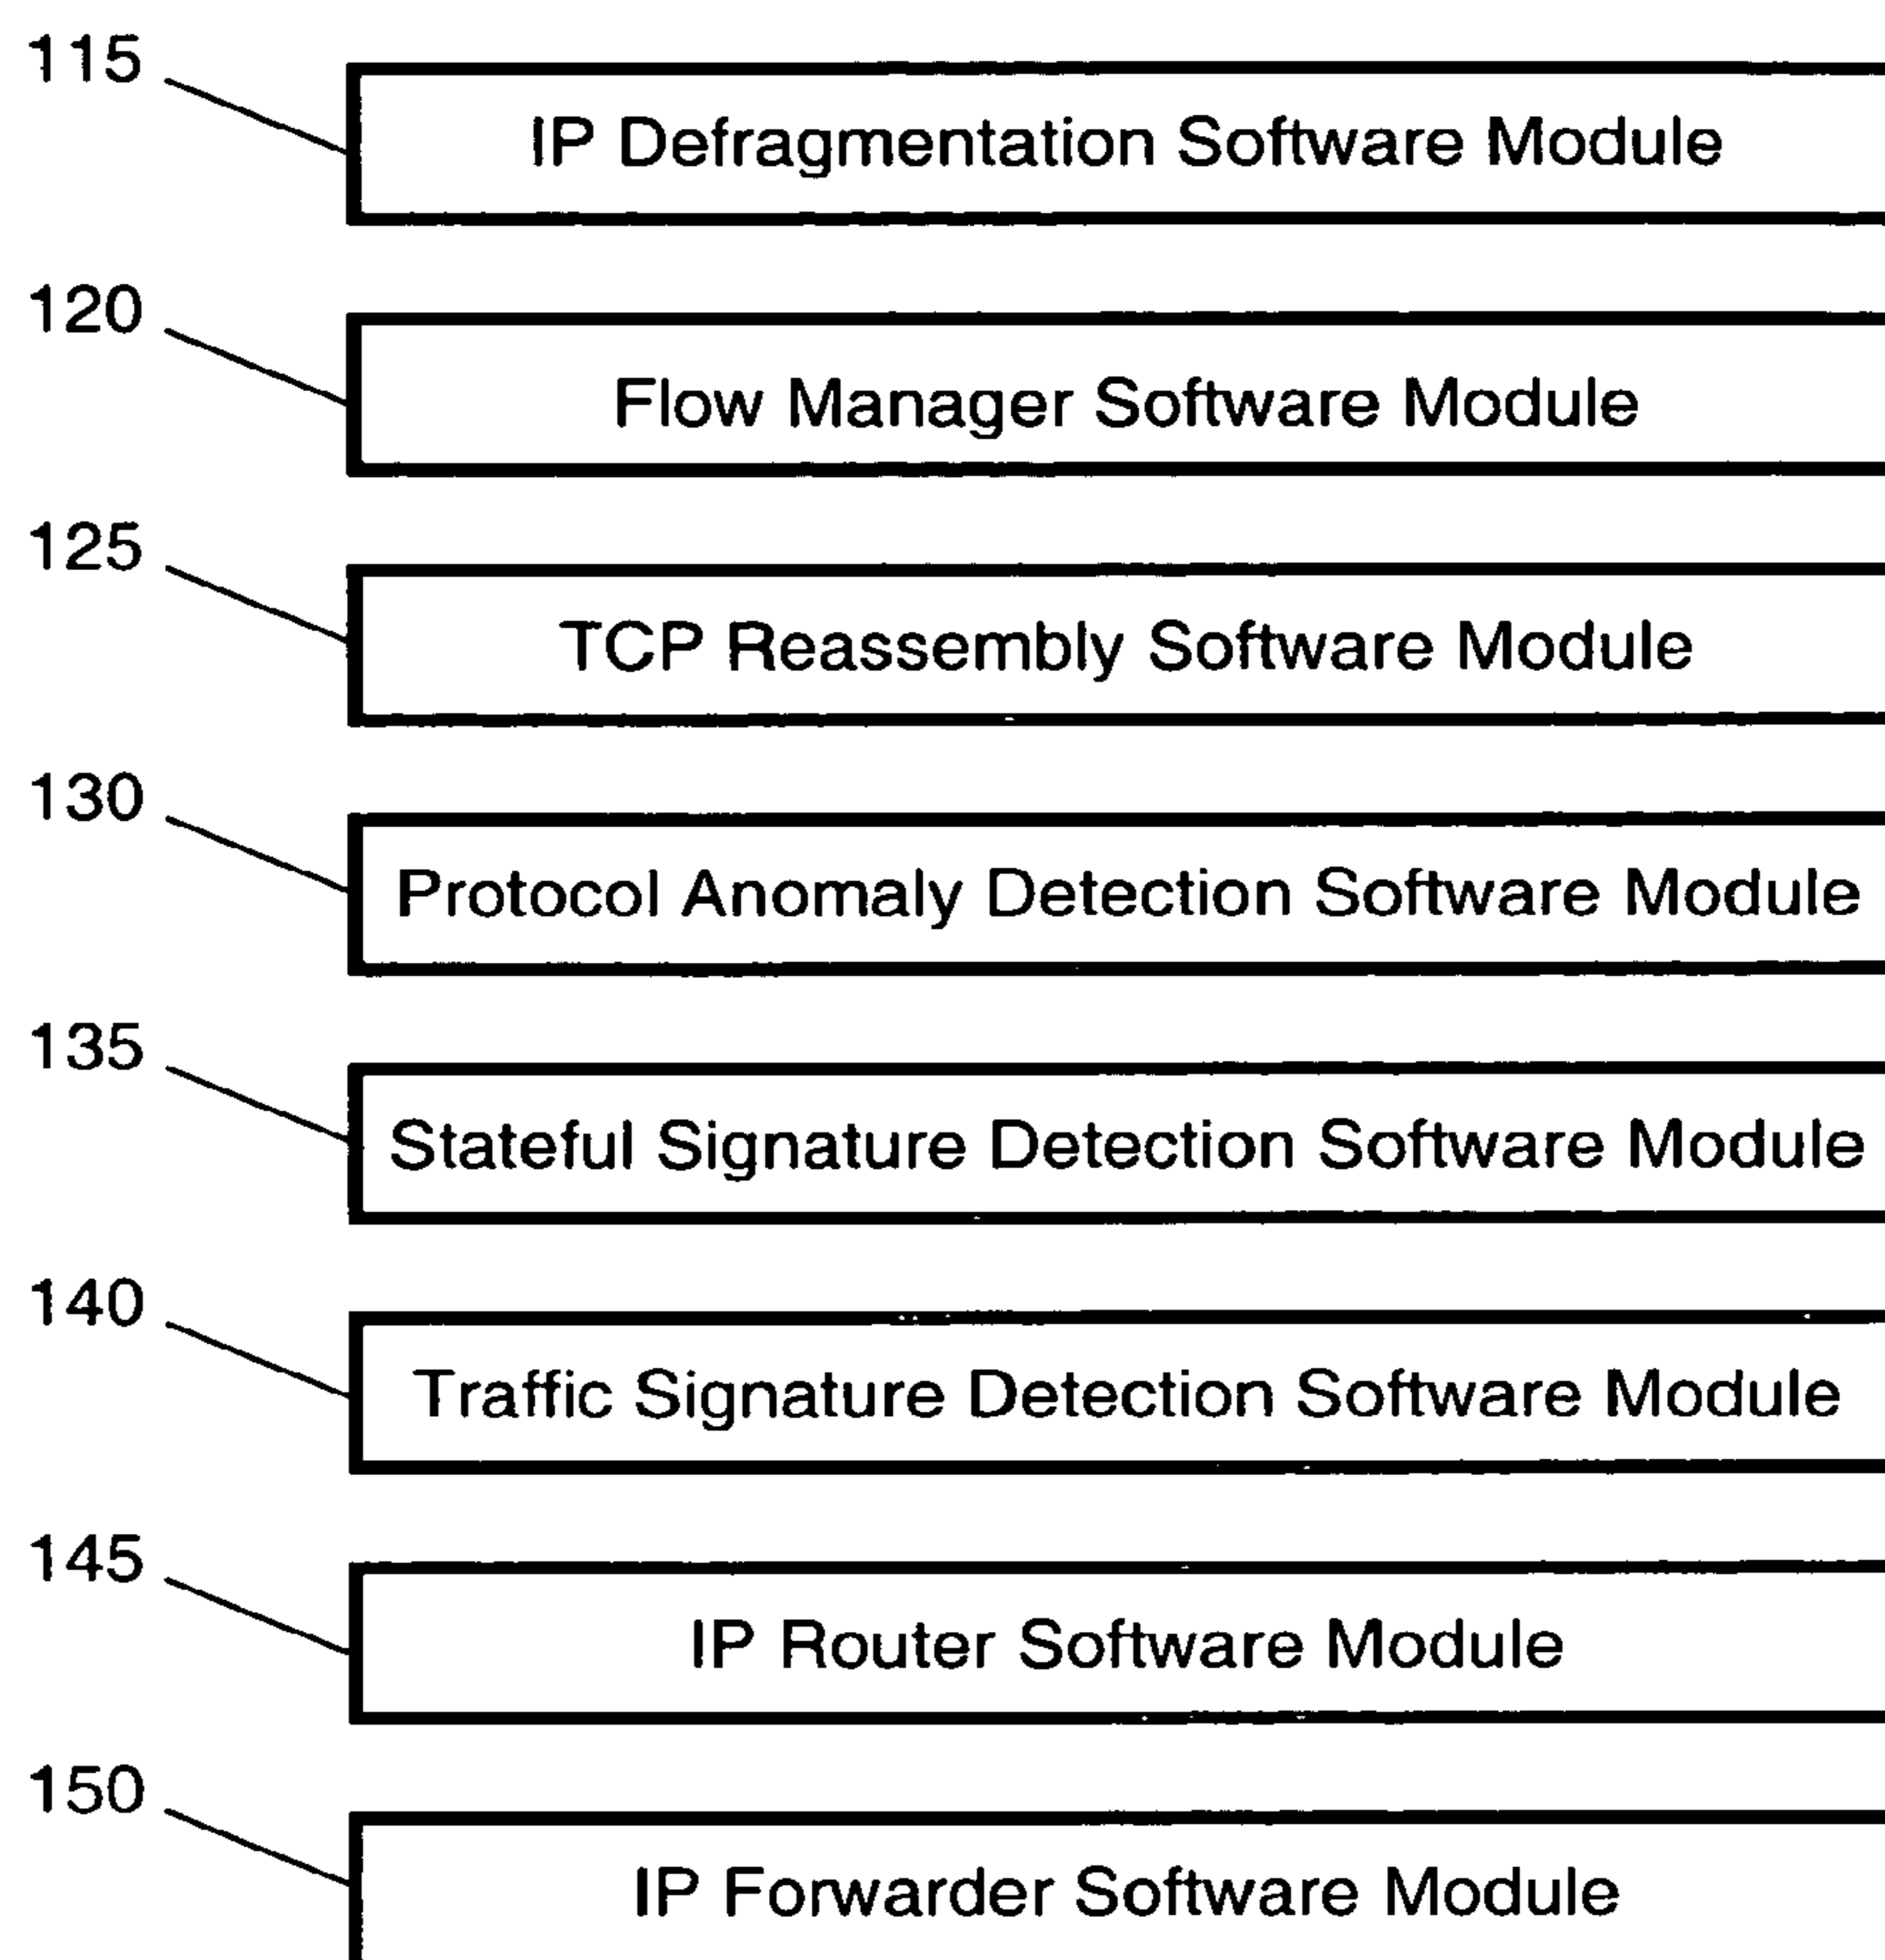 115
IP Defragmentation Software Module
120
Flow Manager Software Module
125
TCP Reassembly Software Module
130
Protocol Anomaly Detection Software Module
135
Stateful Signature Detection Software Module
140
Traffic Signature Detection Software Module
145
IP Router Software Module
150
IP Forwarder Software Module